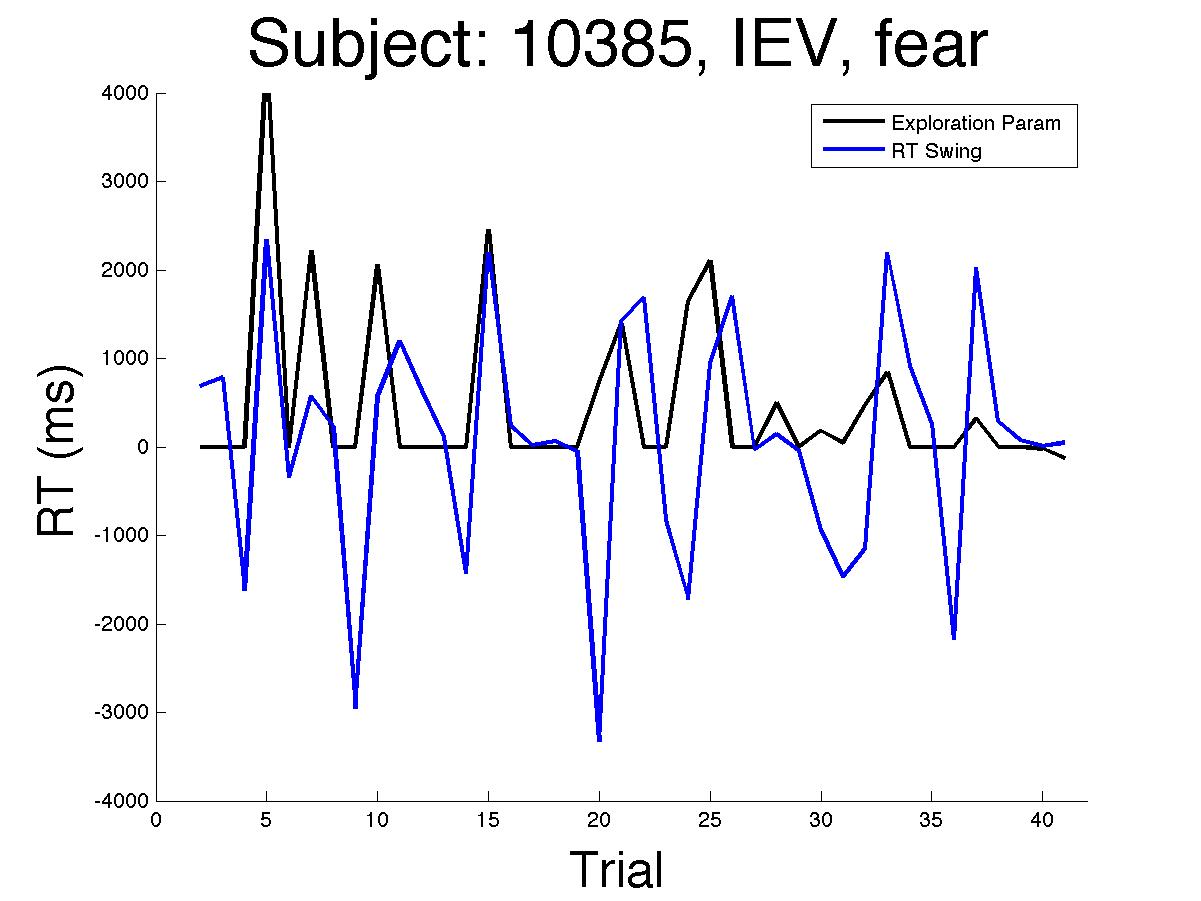 Subject: 10385, IEV, fear
Exploration Param
RT Swing
4000
3000
2000
1000
0
-1000
-2000
-3000
-4000
RT (ms)
0 5 10 15 20 25 30 35 40
Trial